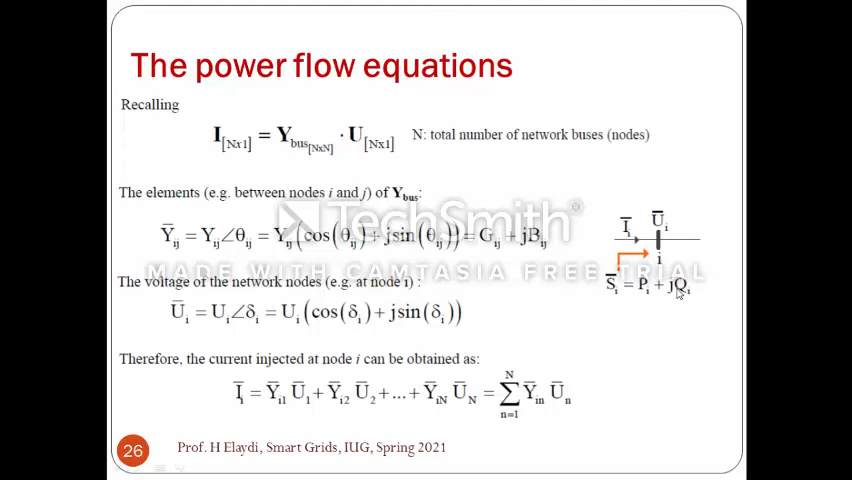 The power flow equations
Recalling
I[Nx1] = Ybus[NxN] · U[Nx1] N: total number of network buses (nodes)
The elements (e.g. between nodes i and j) of Ybus:
Ȳij = Yij∠θij = Yij(cos(θij) + jsin(θij)) = Gij + jBij
Īi
Ūi
i
S̄i = Pi + jQi
TechSmith®
MADE WITH CAMTASIA FREE TRIAL
The voltage of the network nodes (e.g. at node i) :
Ūi = Ui∠δi = Ui(cos(δi) + jsin(δi))
Therefore, the current injected at node i can be obtained as:
Īi = Ȳi1 Ū1 + Ȳi2 Ū2 + ... + ȲiN ŪN = ∑ N n=1 Ȳin Ūn
26 Prof. H Elaydi, Smart Grids, IUG, Spring 2021